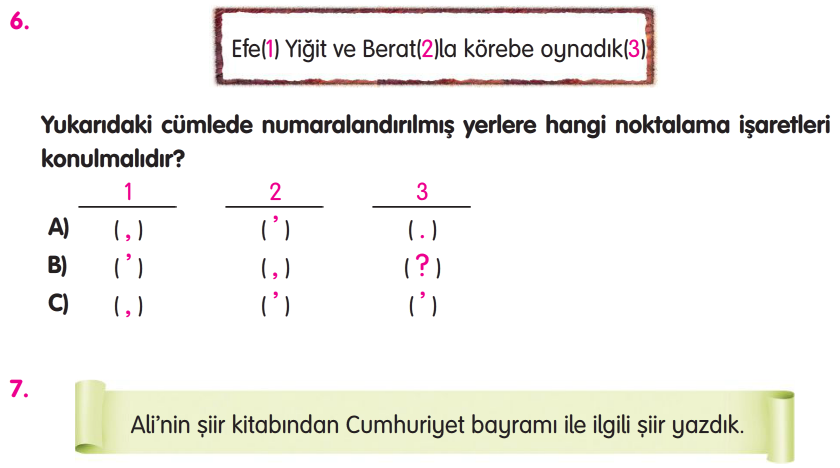 6.
Efe(1) Yiğit ve Berat(2)la körebe oynadık(3)
Yukarıdaki cümlede numaralandırılmış yerlere hangi noktalama işaretleri
konulmalıdır?
1 2 3
A) ( , ) ( ’ ) ( . )
B) ( ’ ) ( , ) ( ? )
C) ( , ) ( ’ ) ( ’ )
7.
Ali’nin şiir kitabından Cumhuriyet bayramı ile ilgili şiir yazdık.